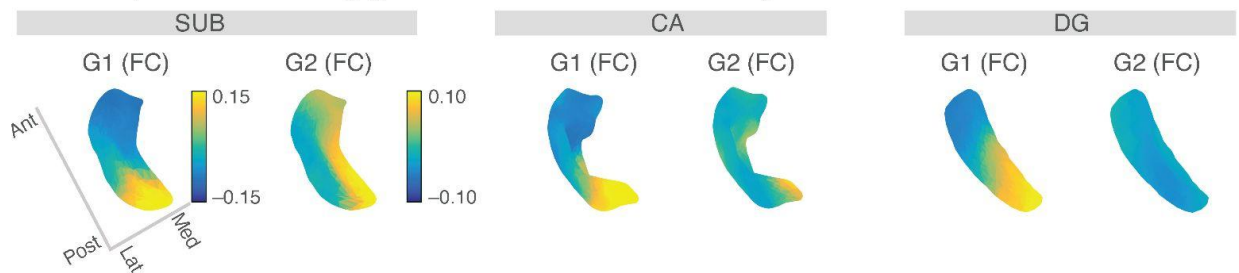 SUB
CA
DG
G1 (FC)
G2 (FC)
G1 (FC)
G2 (FC)
G1 (FC)
G2 (FC)
0.15
–0.15
0.10
–0.10
Ant
Post
Lat
Med